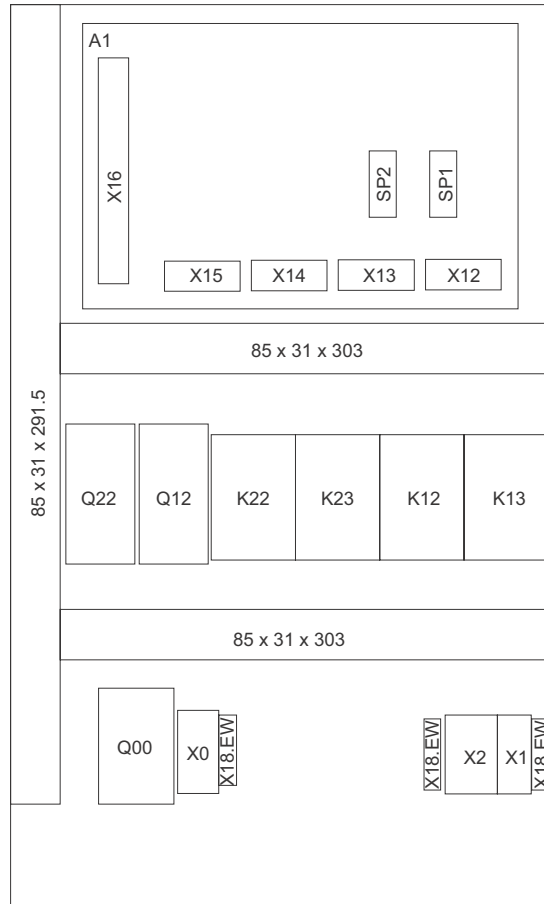 A1
X16
SP2
SP1
X15
X14
X13
X12
85 x 31 x 303
85 x 31 x 291.5
Q22
Q12
K22
K23
K12
K13
85 x 31 x 303
Q00
X0
X18.EW
X18.EW
X2
X1
X18.EW